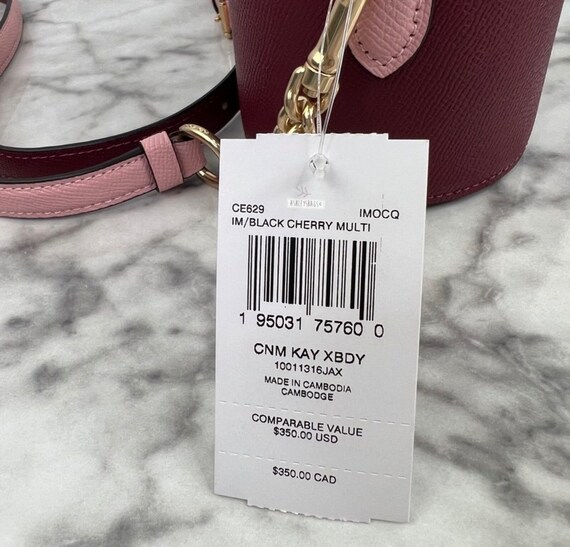 CE629 IMOCQ
IM/BLACK CHERRY MULTI
1 95031 75760 0
CNM KAY XBDY
10011316JAX
MADE IN CAMBODIA
CAMBODGE
COMPARABLE VALUE
$350.00 USD
$350.00 CAD